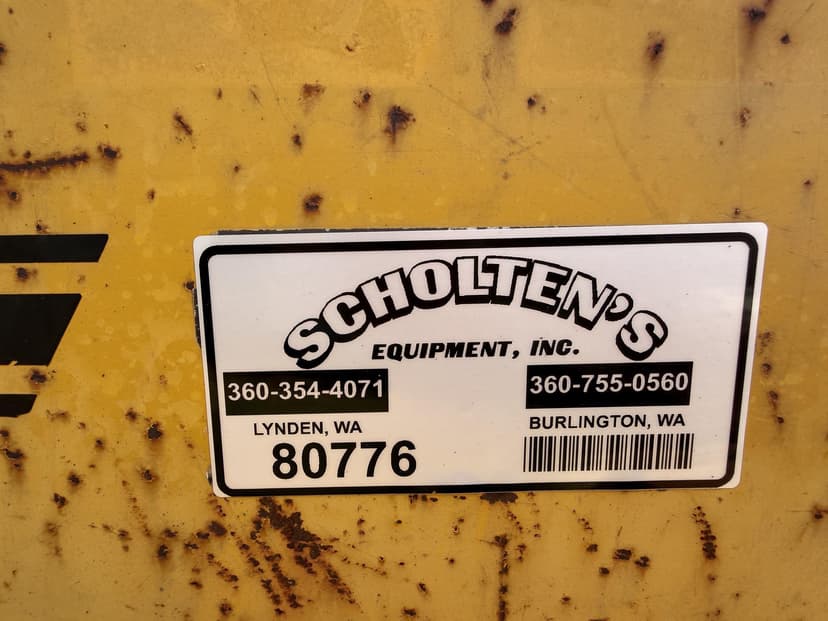 SCHOLTEN'S
EQUIPMENT, INC.
360-354-4071
360-755-0560
LYNDEN, WA
BURLINGTON, WA
80776